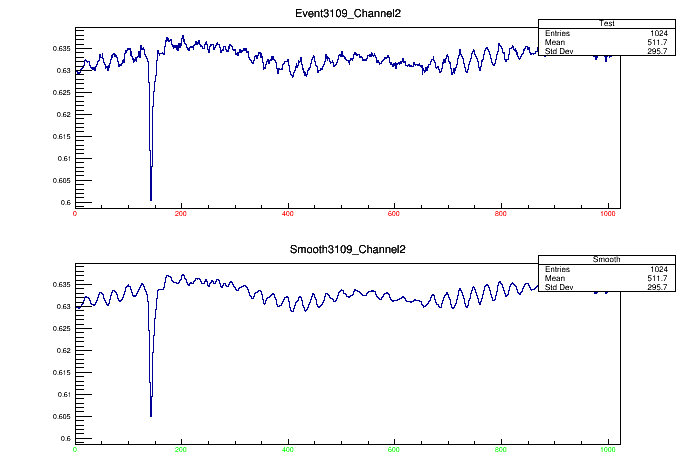 Event3109_Channel2
Test
Entries 1024
Mean 511.7
Std Dev 295.7
0.635
0.63
0.625
0.62
0.615
0.61
0.605
0.6
0 200 400 600 800 1000
Smooth3109_Channel2
Smooth
Entries 1024
Mean 511.7
Std Dev 295.7
0.635
0.63
0.625
0.62
0.615
0.61
0.605
0.6
0 200 400 600 800 1000